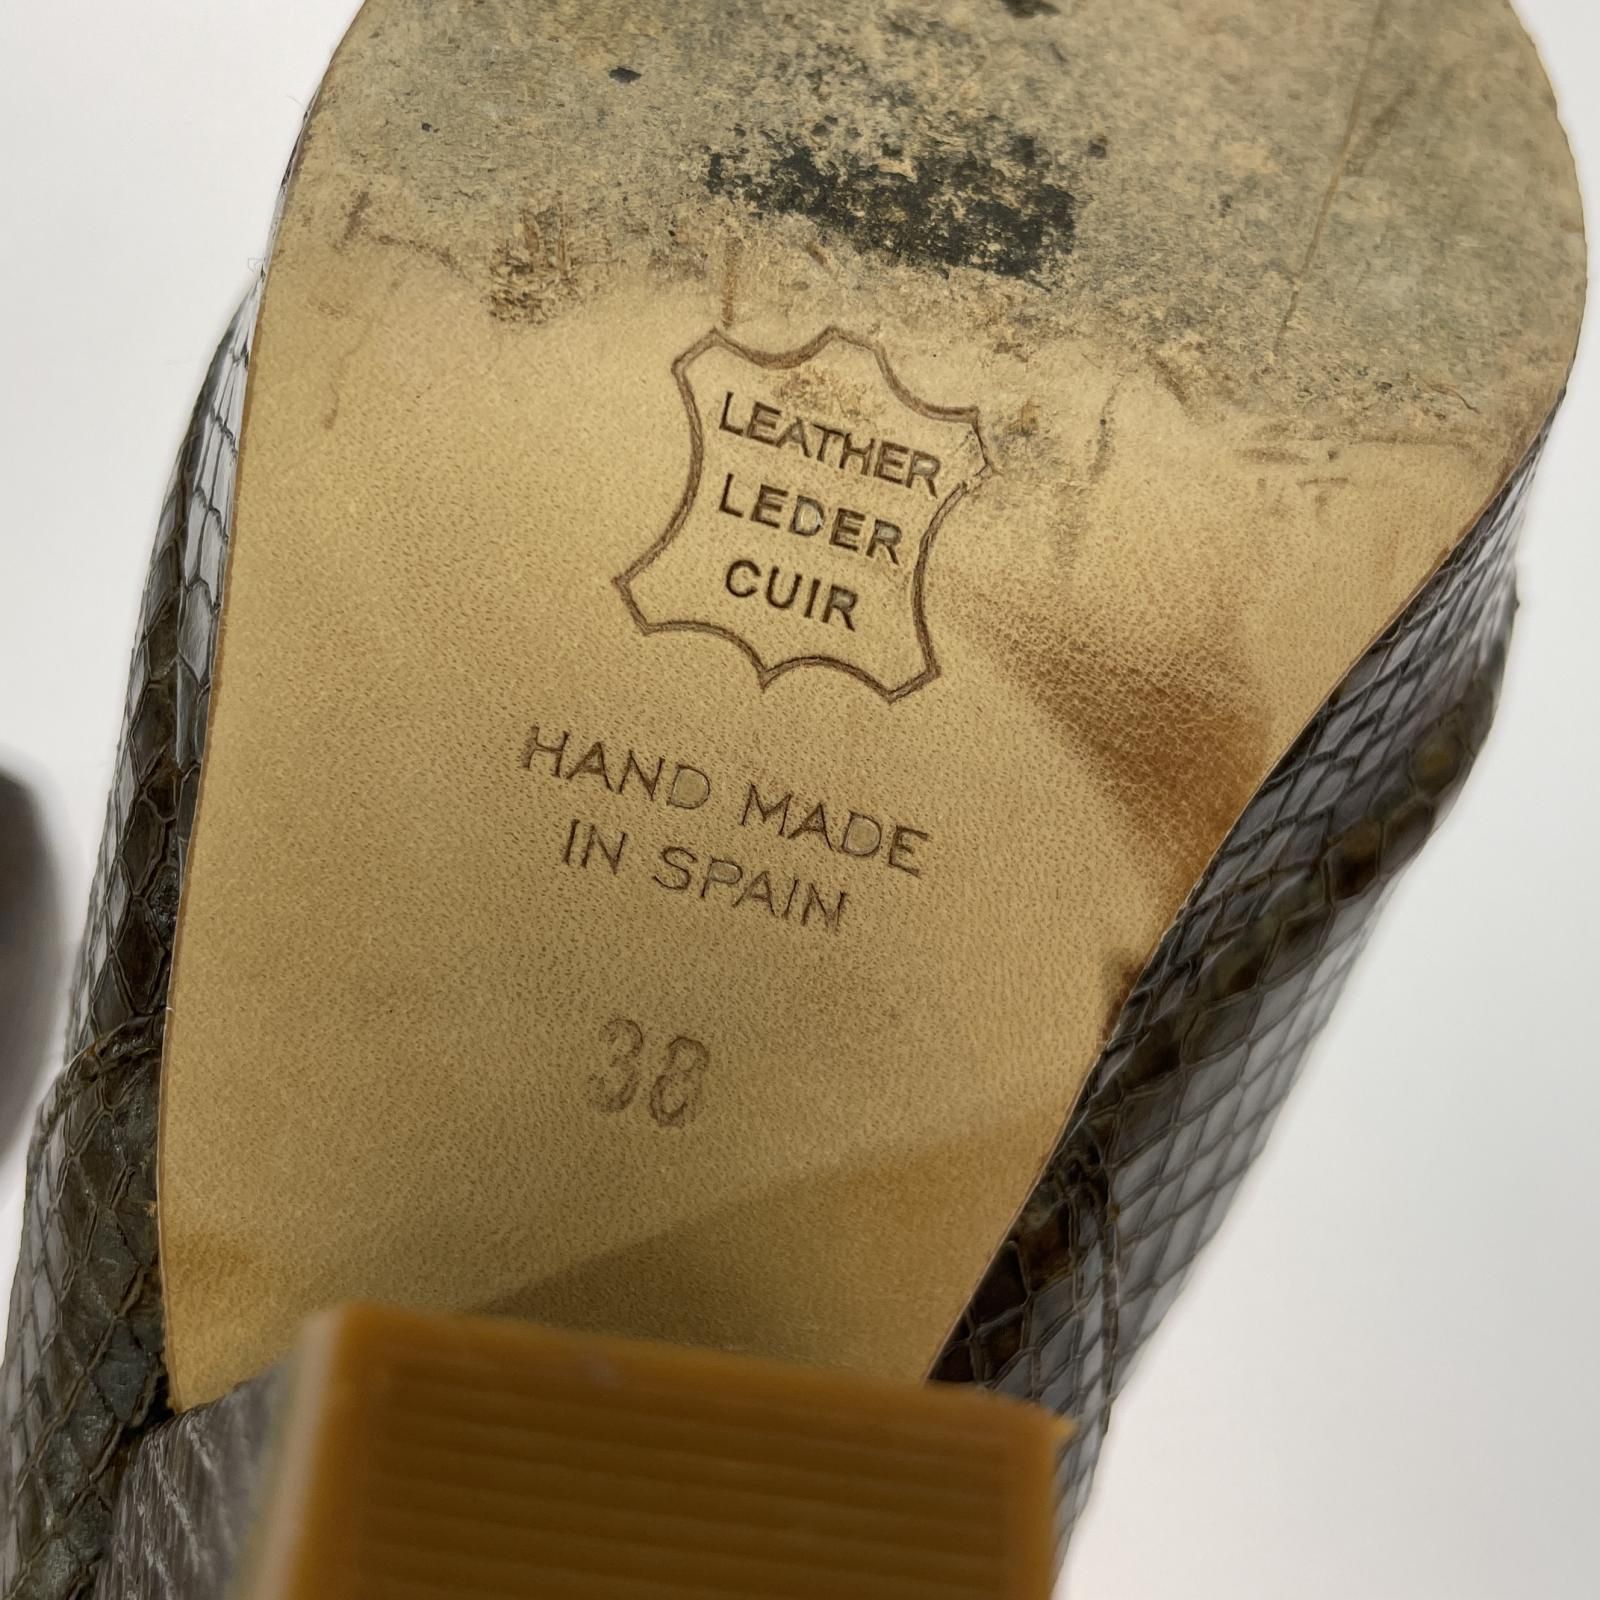 LEATHER
LEDER
CUIR
HAND MADE
IN SPAIN
38